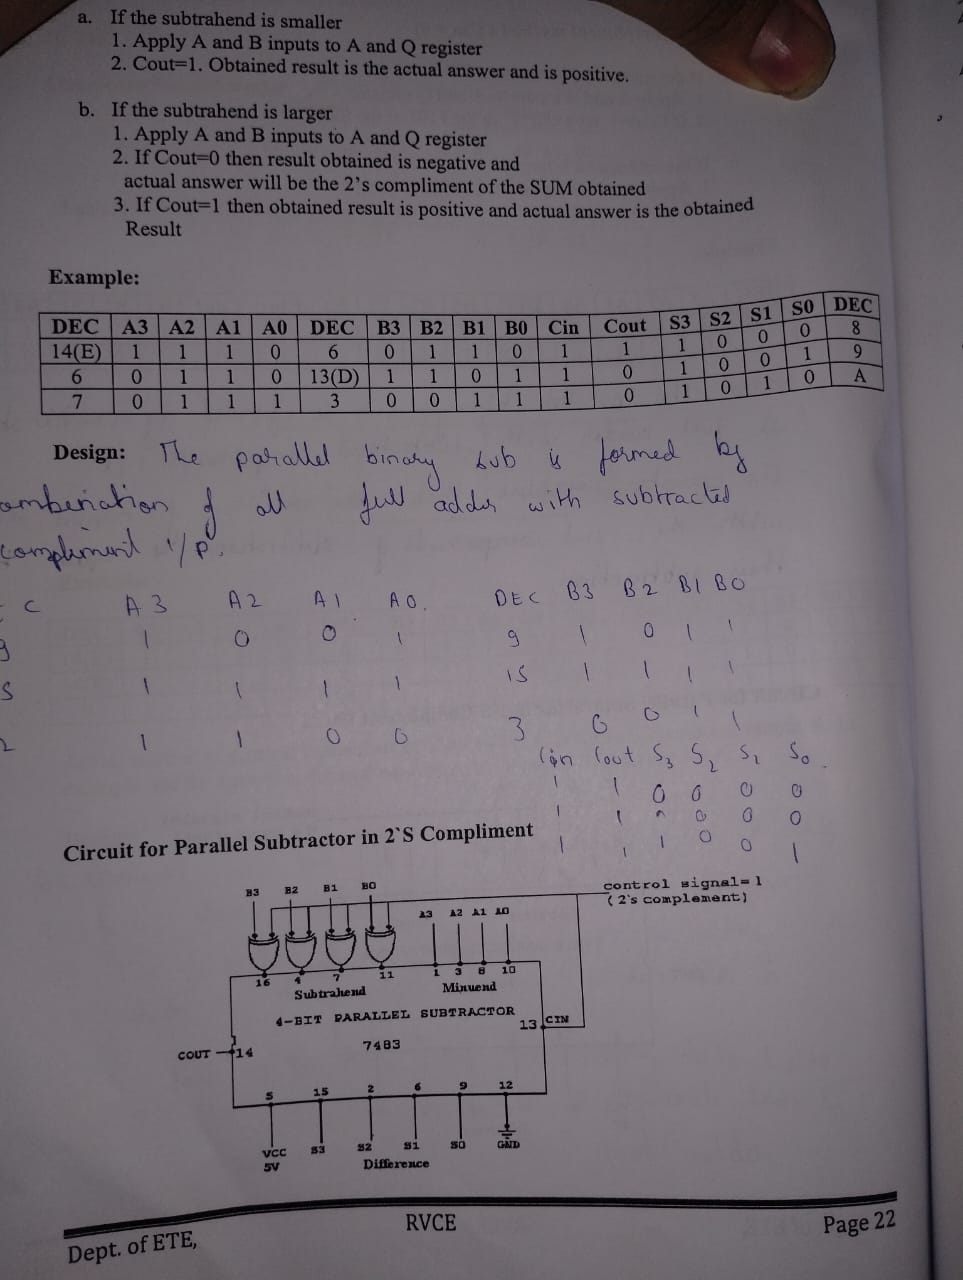 a. If the subtrahend is smaller
1. Apply A and B inputs to A and Q register
2. Cout=1. Obtained result is the actual answer and is positive.
b. If the subtrahend is larger
1. Apply A and B inputs to A and Q register
2. If Cout=0 then result obtained is negative and
actual answer will be the 2's compliment of the SUM obtained
3. If Cout=1 then obtained result is positive and actual answer is the obtained
Result
Example:
DEC A3 A2 A1 A0 DEC B3 B2 B1 B0 Cin Cout S3 S2 S1 S0 DEC
14(E) 1 1 1 0 6 0 1 1 0 1 1 1 0 0 0 8
6 0 1 1 0 13(D) 1 1 0 1 1 0 1 0 0 1 9
7 0 1 1 1 3 0 0 1 1 1 0 1 0 1 0 A
Design: The parallel binary sub is formed by
ombination of all full adder with subtracted
compliment i/p.
C A3 A2 A1 A0. DEC B3 B2 B1 B0
9 1 0 0 1 9 1 0 1 1
5 1 1 1 1 15 1 1 1 1
2 1 1 0 0 3 0 0 1 1
Cin Cout S3 S2 S1 S0.
1 1 0 0 0 0
1 1 0 0 0
1 1 1 0 0 1
Circuit for Parallel Subtractor in 2`S Compliment
control signal=1
(2's complement)
B3 B2 B1 B0
A3 A2 A1 A0
16 4 7 11 1 3 8 10
Subtrahend Minuend
4-BIT PARALLEL SUBTRACTOR
13 CIN
7483
COUT 14
5 15 2 6 9 12
VCC S3 S2 S1 S0 GND
5V Difference
Dept. of ETE, RVCE Page 22